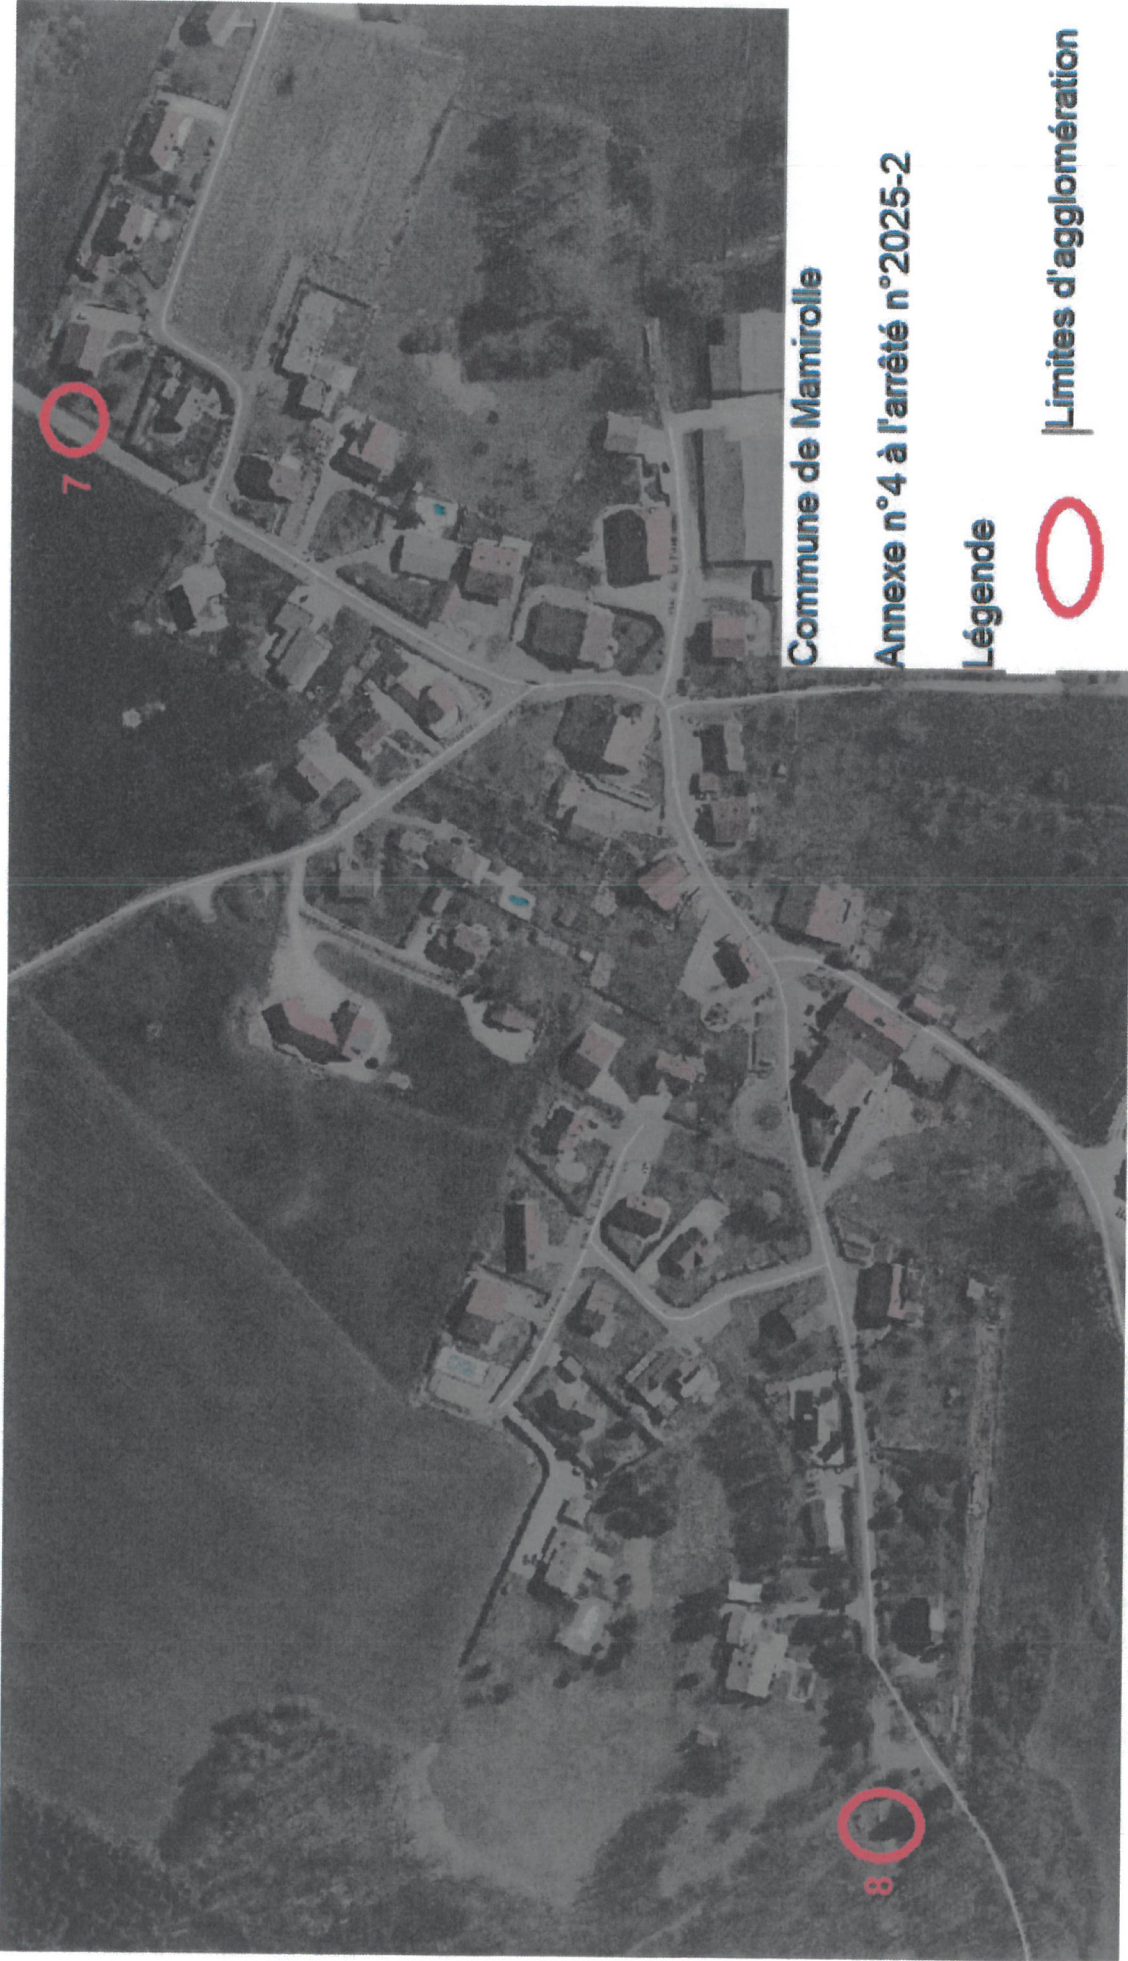 Commune de Mamirolle
Annexe n°4 à l'arrêté n°2025-2
Légende
Limites d'agglomération
7
8